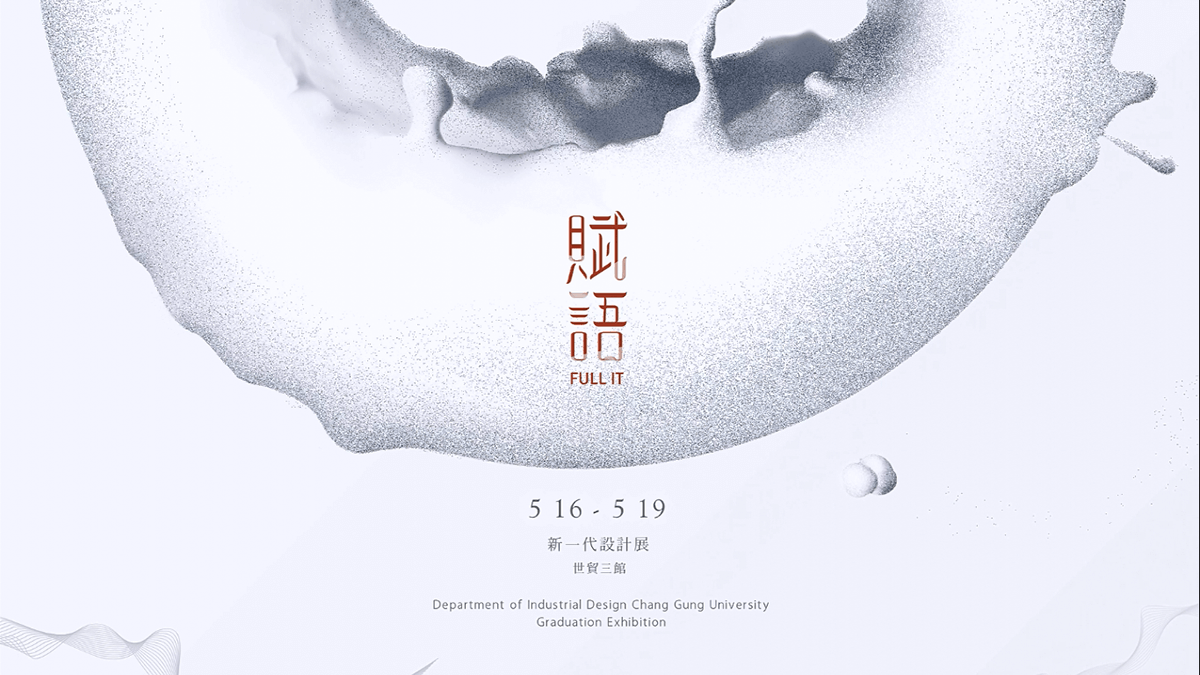 賦語
FULL IT
5 16 - 5 19
新一代設計展
世貿三館
Department of Industrial Design Chang Gung University
Graduation Exhibition